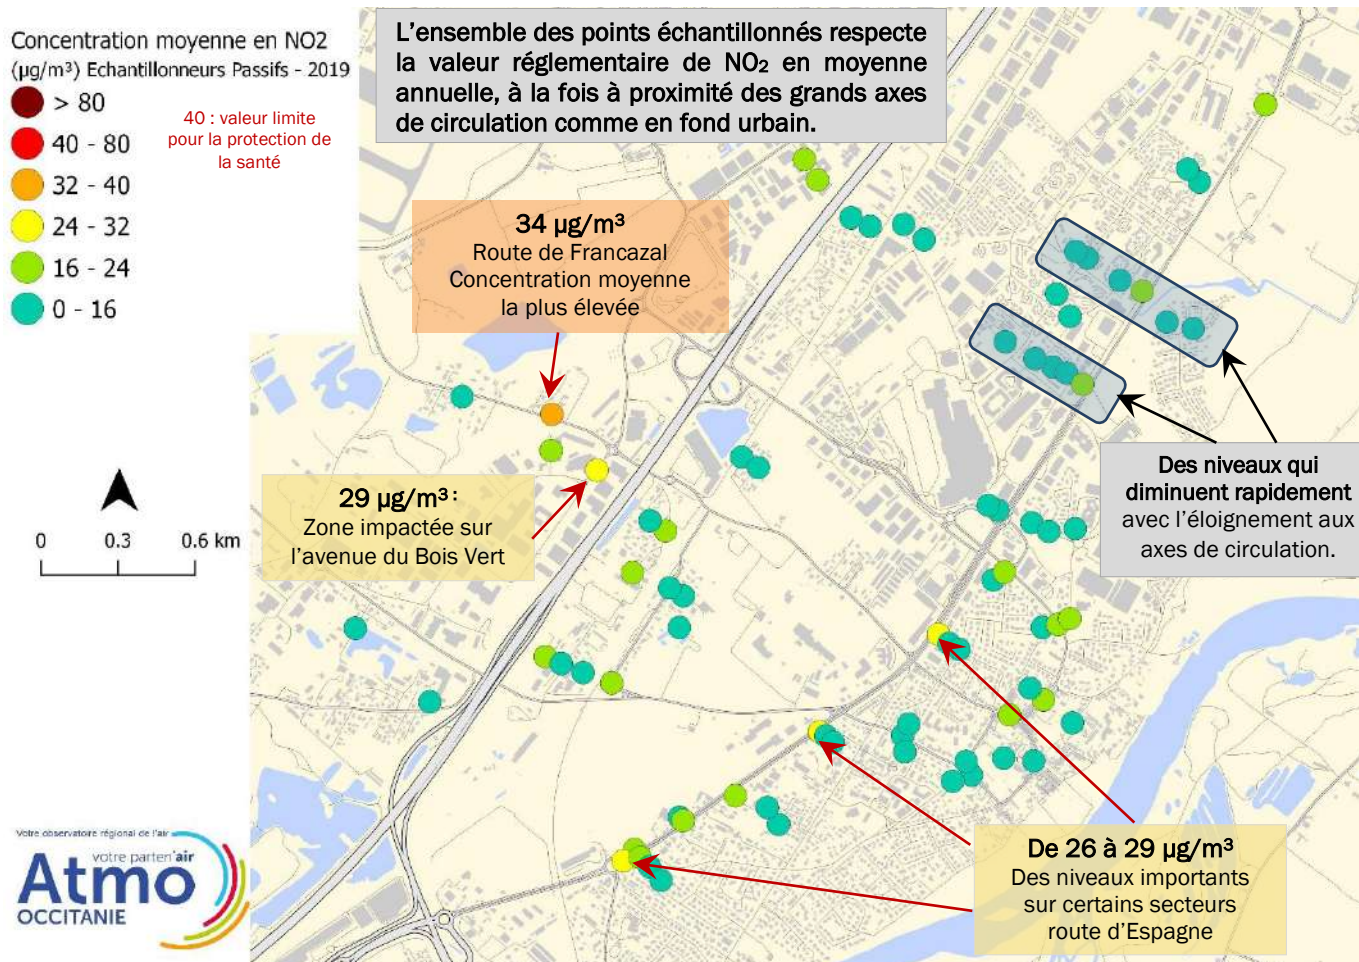 Concentration moyenne en NO2
(µg/m³) Echantillonneurs Passifs - 2019
> 80
40 - 80
32 - 40
24 - 32
16 - 24
0 - 16
40 : valeur limite
pour la protection de
la santé
L'ensemble des points échantillonnés respecte
la valeur réglementaire de NO₂ en moyenne
annuelle, à la fois à proximité des grands axes
de circulation comme en fond urbain.
34 µg/m³
Route de Francazal
Concentration moyenne
la plus élevée
29 µg/m³ :
Zone impactée sur
l'avenue du Bois Vert
Des niveaux qui
diminuent rapidement
avec l'éloignement aux
axes de circulation.
0 0.3 0.6 km
De 26 à 29 µg/m³
Des niveaux importants
sur certains secteurs
route d'Espagne
Votre observatoire régional de l'air
votre parten'air
Atmo
OCCITANIE